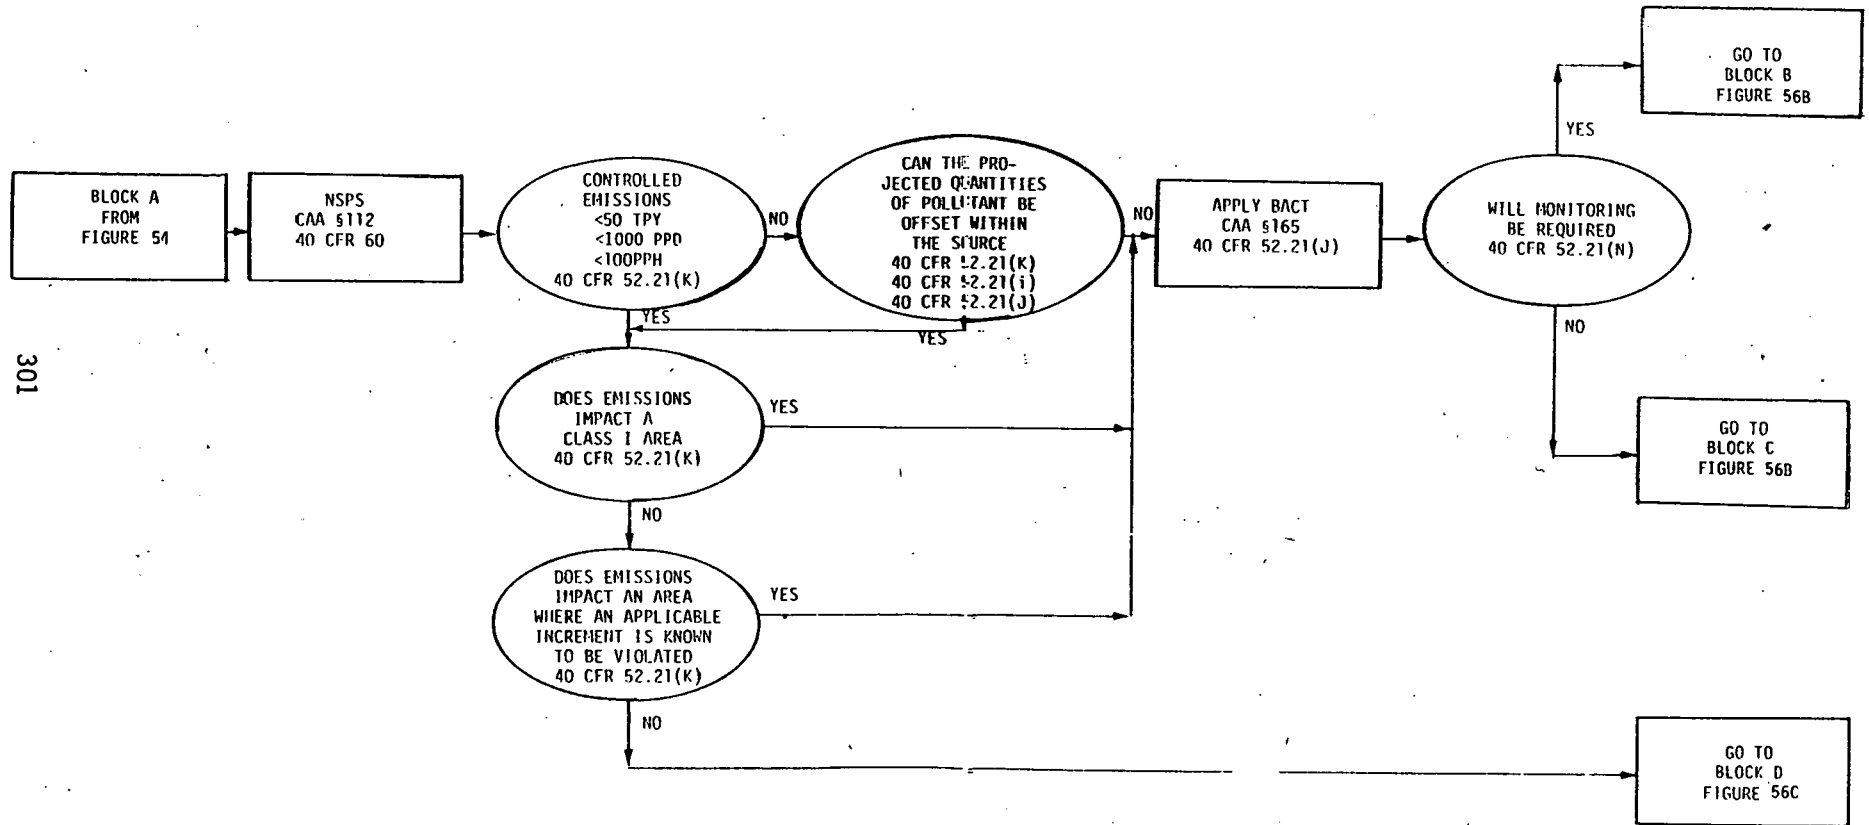 BLOCK A
FROM
FIGURE 54
NSPS
CAA §112
40 CFR 60
CONTROLLED
EMISSIONS
<50 TPY
<1000 PPD
<100PPH
40 CFR 52.21(K)
NO
YES
CAN THE PRO-
JECTED QUANTITIES
OF POLLUTANT BE
OFFSET WITHIN
THE SOURCE
40 CFR 52.21(K)
40 CFR 52.21(i)
40 CFR 52.21(J)
NO
YES
APPLY BACT
CAA §165
40 CFR 52.21(J)
WILL MONITORING
BE REQUIRED
40 CFR 52.21(N)
YES
GO TO
BLOCK B
FIGURE 56B
NO
GO TO
BLOCK C
FIGURE 56B
DOES EMISSIONS
IMPACT A
CLASS I AREA
40 CFR 52.21(K)
YES
NO
DOES EMISSIONS
IMPACT AN AREA
WHERE AN APPLICABLE
INCREMENT IS KNOWN
TO BE VIOLATED
40 CFR 52.21(K)
YES
NO
GO TO
BLOCK D
FIGURE 56C
301